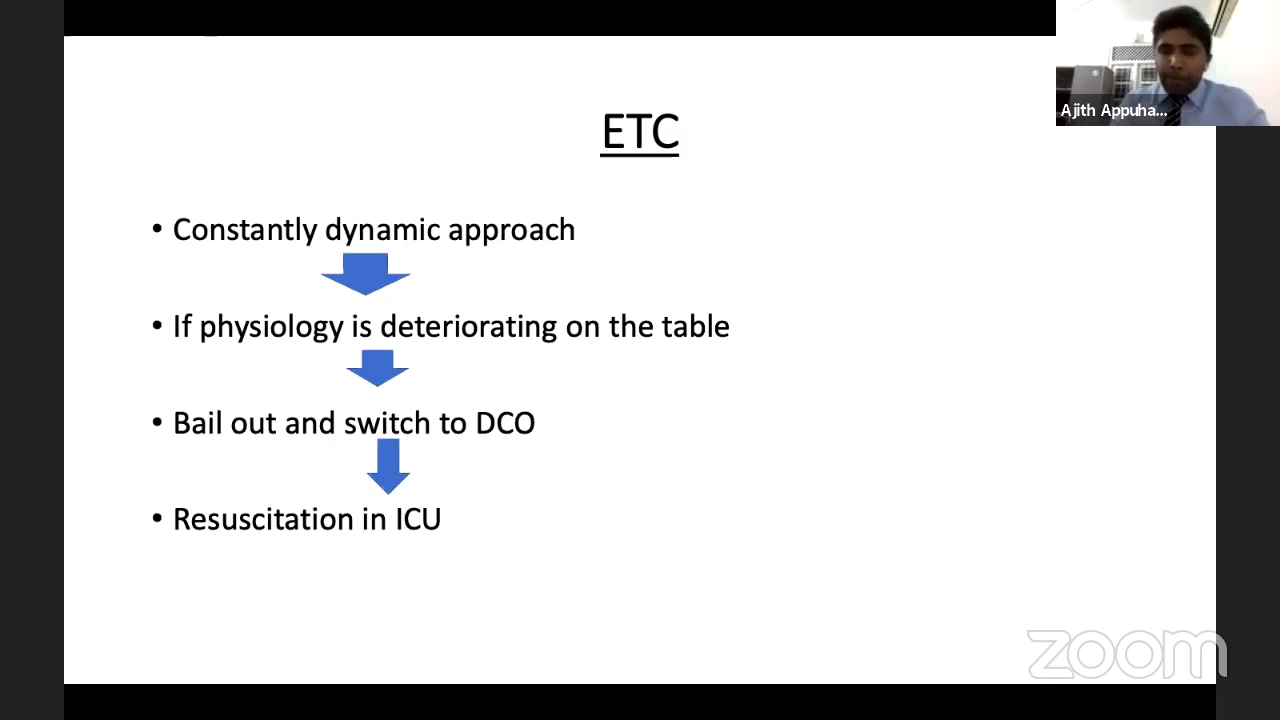 Ajith Appuha...
ETC
• Constantly dynamic approach
• If physiology is deteriorating on the table
• Bail out and switch to DCO
• Resuscitation in ICU
zoom